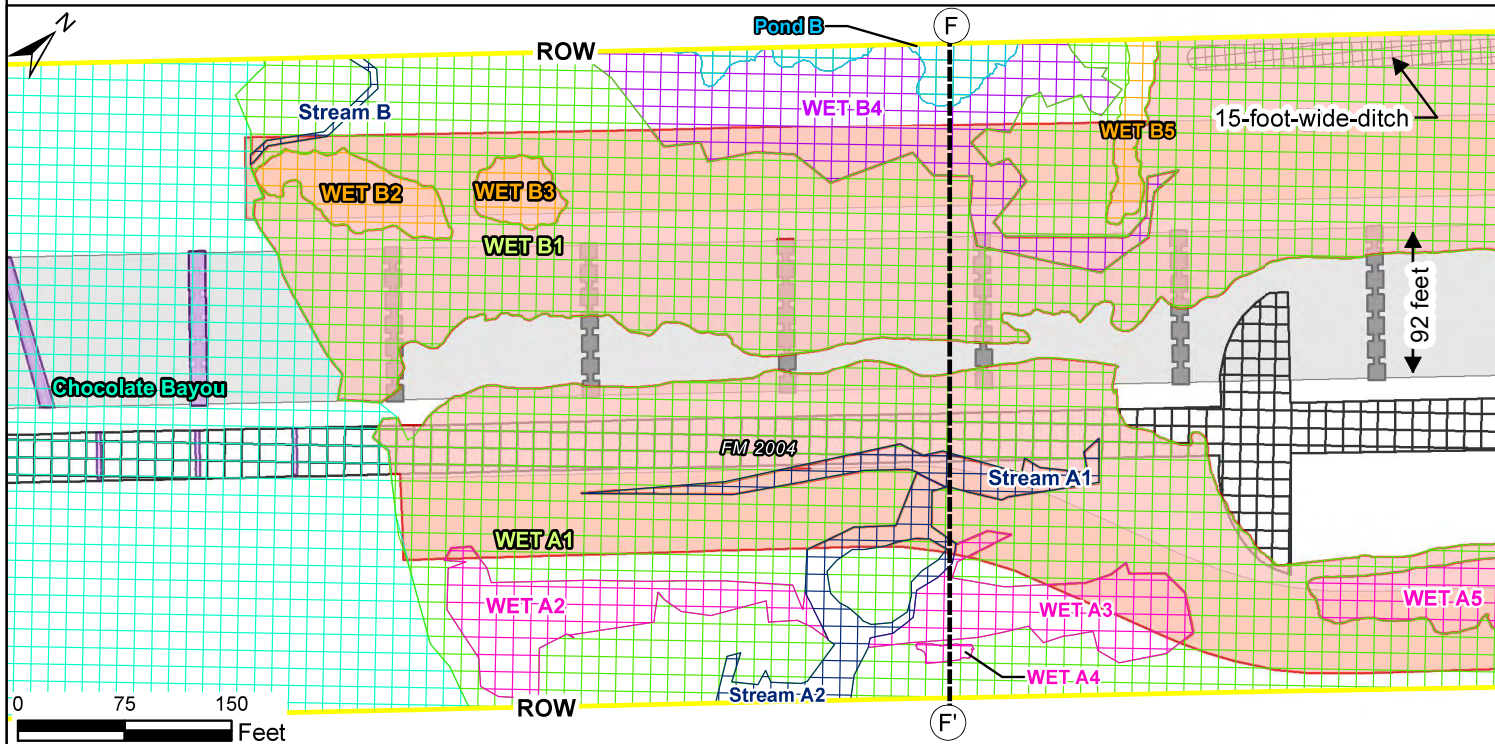 N
Pond B
F
ROW
Stream B
WET B4
15-foot-wide-ditch
WET B5
WET B2
WET B3
WET B1
92 feet
Chocolate Bayou
FM 2004
Stream A1
WET A1
WET A2
WET A3
WET A5
WET A4
Stream A2
0 75 150
Feet
ROW
F'